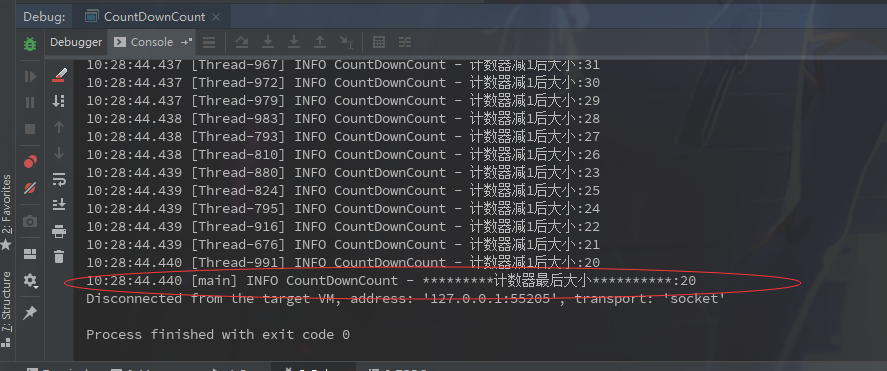 Debug: CountDownCount ×
Debugger Console
10:28:44.437 [Thread-967] INFO CountDownCount - 计数器减1后大小:31
10:28:44.437 [Thread-972] INFO CountDownCount - 计数器减1后大小:30
10:28:44.437 [Thread-979] INFO CountDownCount - 计数器减1后大小:29
10:28:44.438 [Thread-983] INFO CountDownCount - 计数器减1后大小:28
10:28:44.438 [Thread-793] INFO CountDownCount - 计数器减1后大小:27
10:28:44.438 [Thread-810] INFO CountDownCount - 计数器减1后大小:26
10:28:44.439 [Thread-880] INFO CountDownCount - 计数器减1后大小:23
10:28:44.439 [Thread-824] INFO CountDownCount - 计数器减1后大小:25
10:28:44.439 [Thread-795] INFO CountDownCount - 计数器减1后大小:24
10:28:44.439 [Thread-916] INFO CountDownCount - 计数器减1后大小:22
10:28:44.439 [Thread-676] INFO CountDownCount - 计数器减1后大小:21
10:28:44.440 [Thread-991] INFO CountDownCount - 计数器减1后大小:20
10:28:44.440 [main] INFO CountDownCount - *********计数器最后大小**********:20
Disconnected from the target VM, address: '127.0.0.1:55205', transport: 'socket'
Process finished with exit code 0
2: Favorites
7: Structure